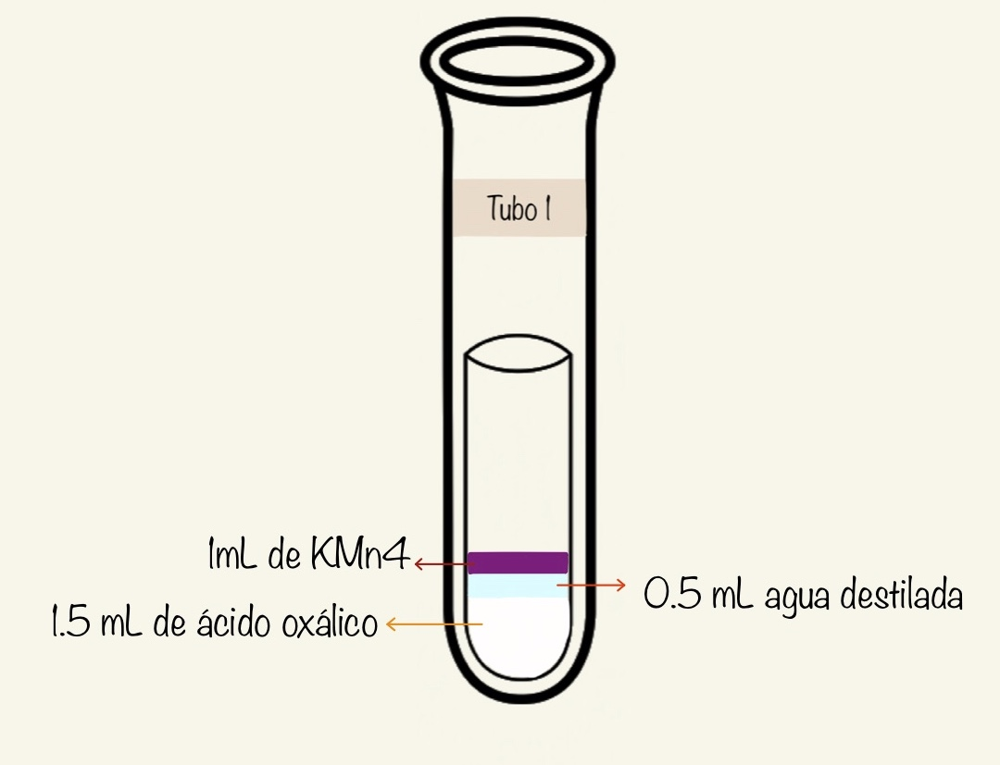 Tubo 1
1mL de KMn4
0.5 mL agua destilada
1.5 mL de ácido oxálico